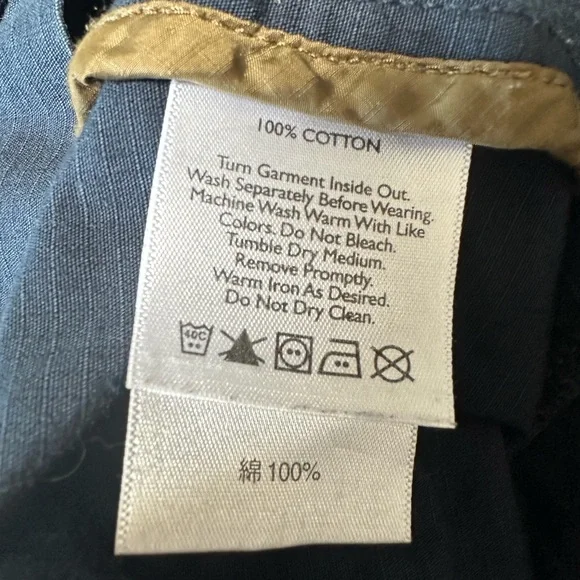 100% COTTON
Turn Garment Inside Out.
Wash Separately Before Wearing.
Machine Wash Warm With Like
Colors. Do Not Bleach.
Tumble Dry Medium.
Remove Promptly.
Warm Iron As Desired.
Do Not Dry Clean.
40C
綿 100%